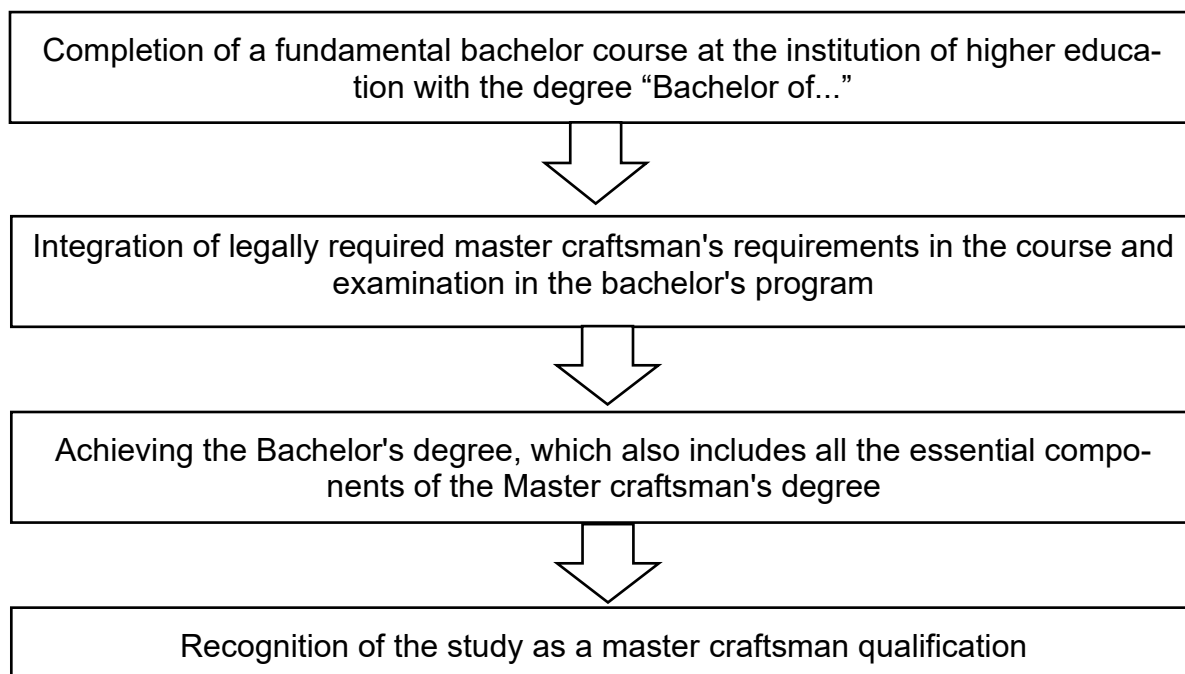 Completion of a fundamental bachelor course at the institution of higher educa-
tion with the degree “Bachelor of...”
Integration of legally required master craftsman's requirements in the course and
examination in the bachelor's program
Achieving the Bachelor's degree, which also includes all the essential compo-
nents of the Master craftsman's degree
Recognition of the study as a master craftsman qualification